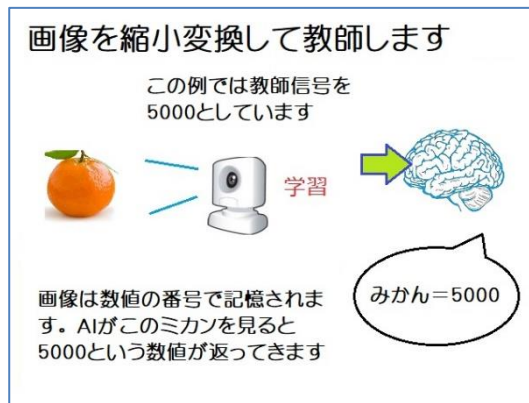 画像を縮小変換して教師します
この例では教師信号を
5000としています
学習
みかん＝5000
画像は数値の番号で記憶されま
す。AIがこのミカンを見ると
5000という数値が返ってきます